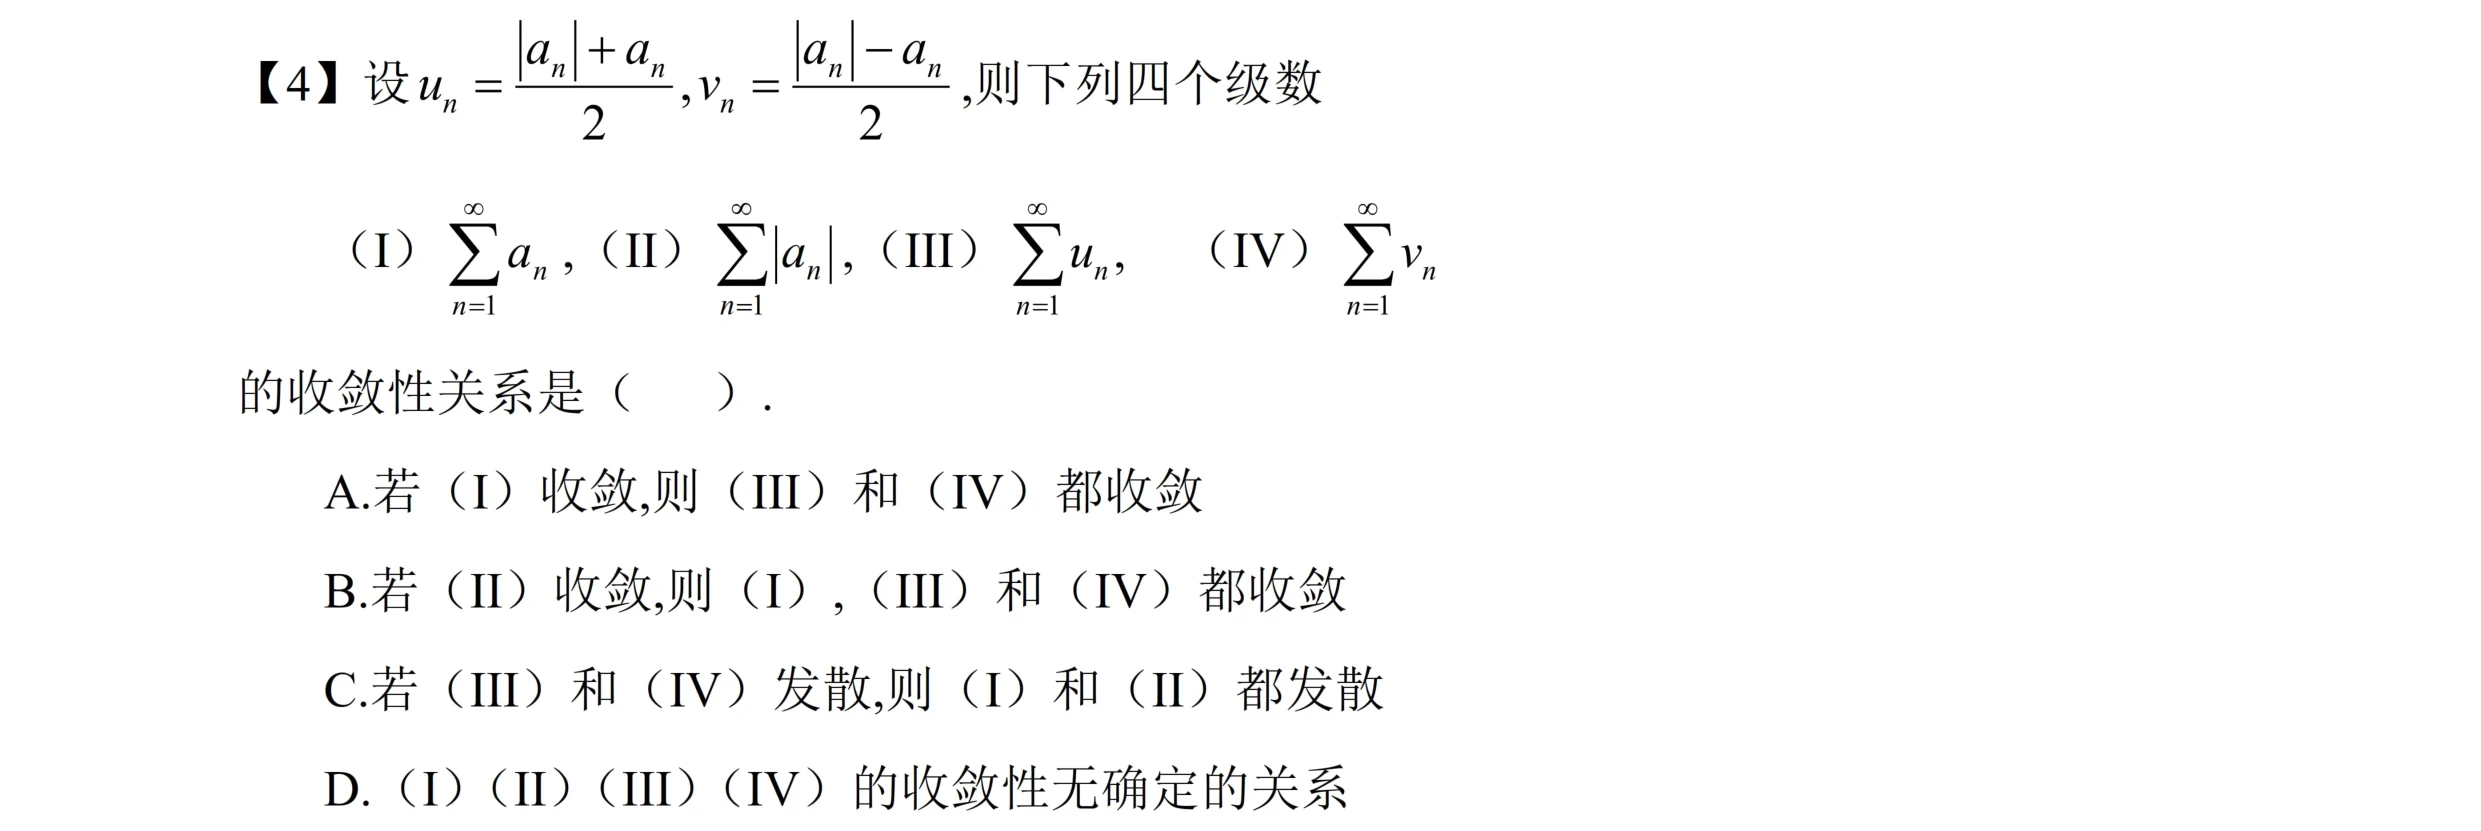 【4】设 $u_n = \frac{|a_n| + a_n}{2}, v_n = \frac{|a_n| - a_n}{2}$ ,则下列四个级数
（I） $\sum_{n=1}^{\infty} a_n$ ,（II） $\sum_{n=1}^{\infty} |a_n|$ ,（III） $\sum_{n=1}^{\infty} u_n$, （IV） $\sum_{n=1}^{\infty} v_n$
的收敛性关系是（ ）.
A.若（I）收敛,则（III）和（IV）都收敛
B.若（II）收敛,则（I）,（III）和（IV）都收敛
C.若（III）和（IV）发散,则（I）和（II）都发散
D.（I）（II）（III）（IV）的收敛性无确定的关系